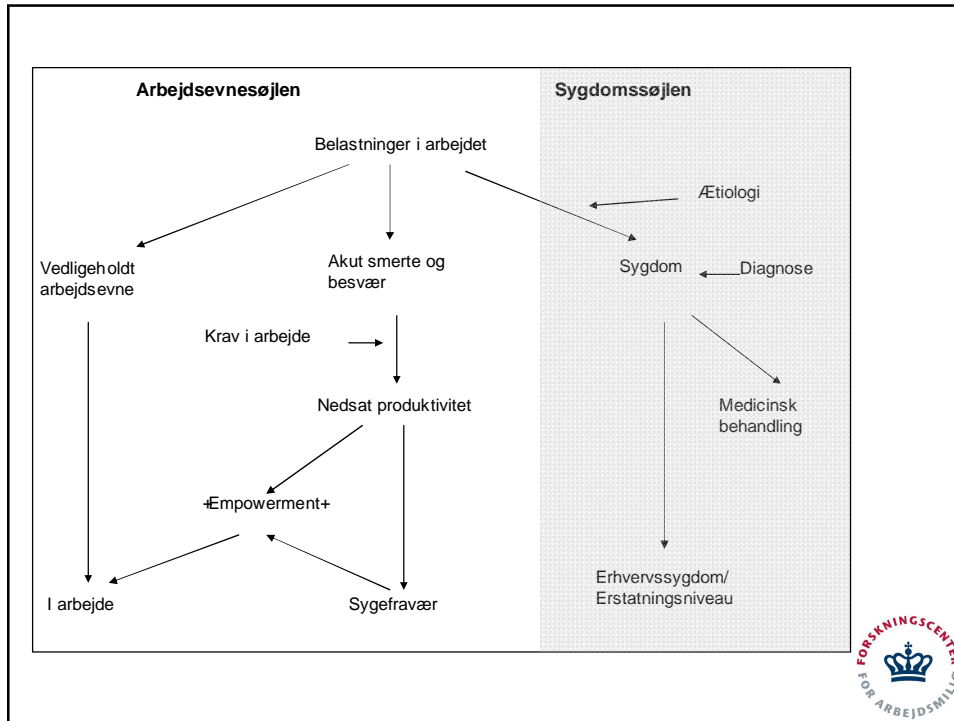 Arbejdsevnesøjlen
Sygdomssøjlen
Belastninger i arbejdet
Ætiologi
Vedligeholdt
arbejdsevne
Akut smerte og
besvær
Sygdom
Diagnose
Krav i arbejde
Nedsat produktivitet
Medicinsk
behandling
+Empowerment+
I arbejde
Sygefravær
Erhvervssygdom/
Erstatningsniveau
FORSKNINGSCENTER
FOR ARBEJDSMILJØ